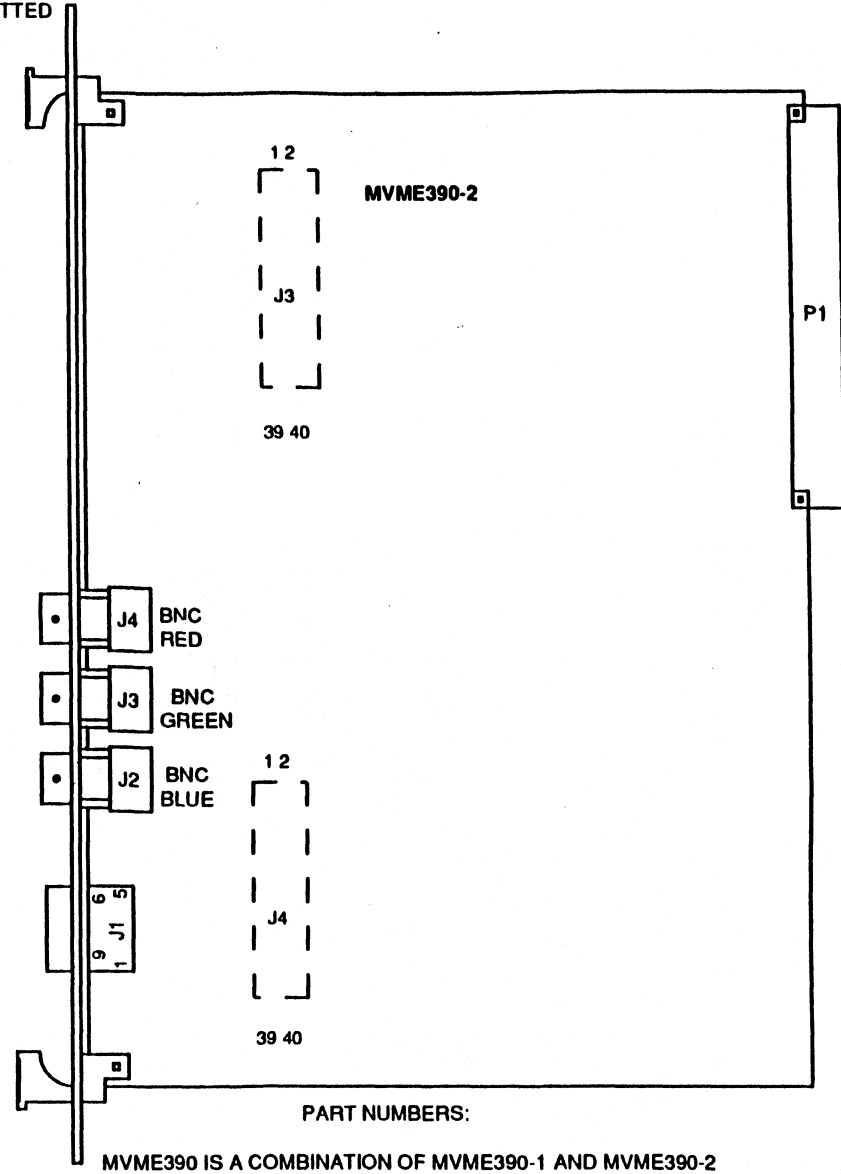 TTED
1 2
MVME390-2
J3
P1
39 40
J4 BNC
RED
J3 BNC
GREEN
J2 BNC
BLUE
1 2
6 5
J1
9 1
J4
39 40
PART NUMBERS:
MVME390 IS A COMBINATION OF MVME390-1 AND MVME390-2